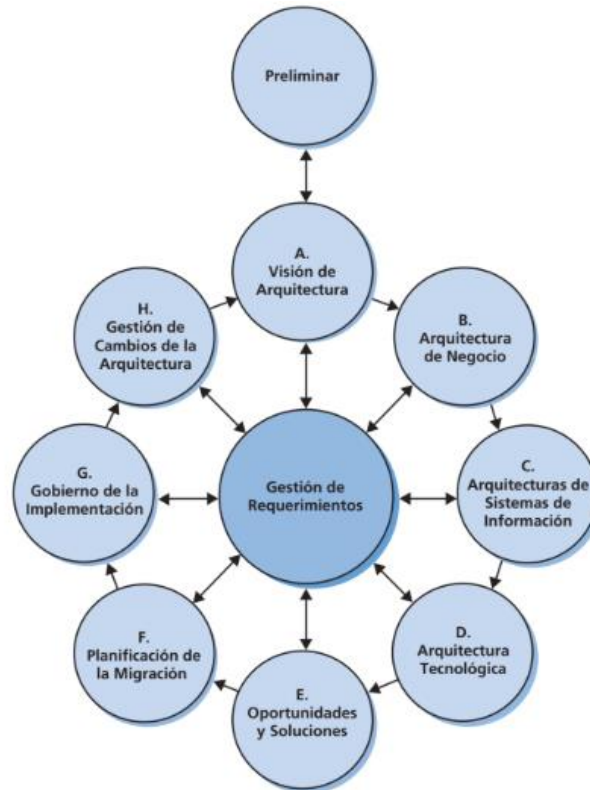 Preliminar
A.
Visión de
Arquitectura
B.
Arquitectura
de Negocio
C.
Arquitecturas de
Sistemas de
Información
D.
Arquitectura
Tecnológica
E.
Oportunidades
y Soluciones
F.
Planificación de
la Migración
G.
Gobierno de la
Implementación
H.
Gestión de
Cambios de la
Arquitectura
Gestión de
Requerimientos